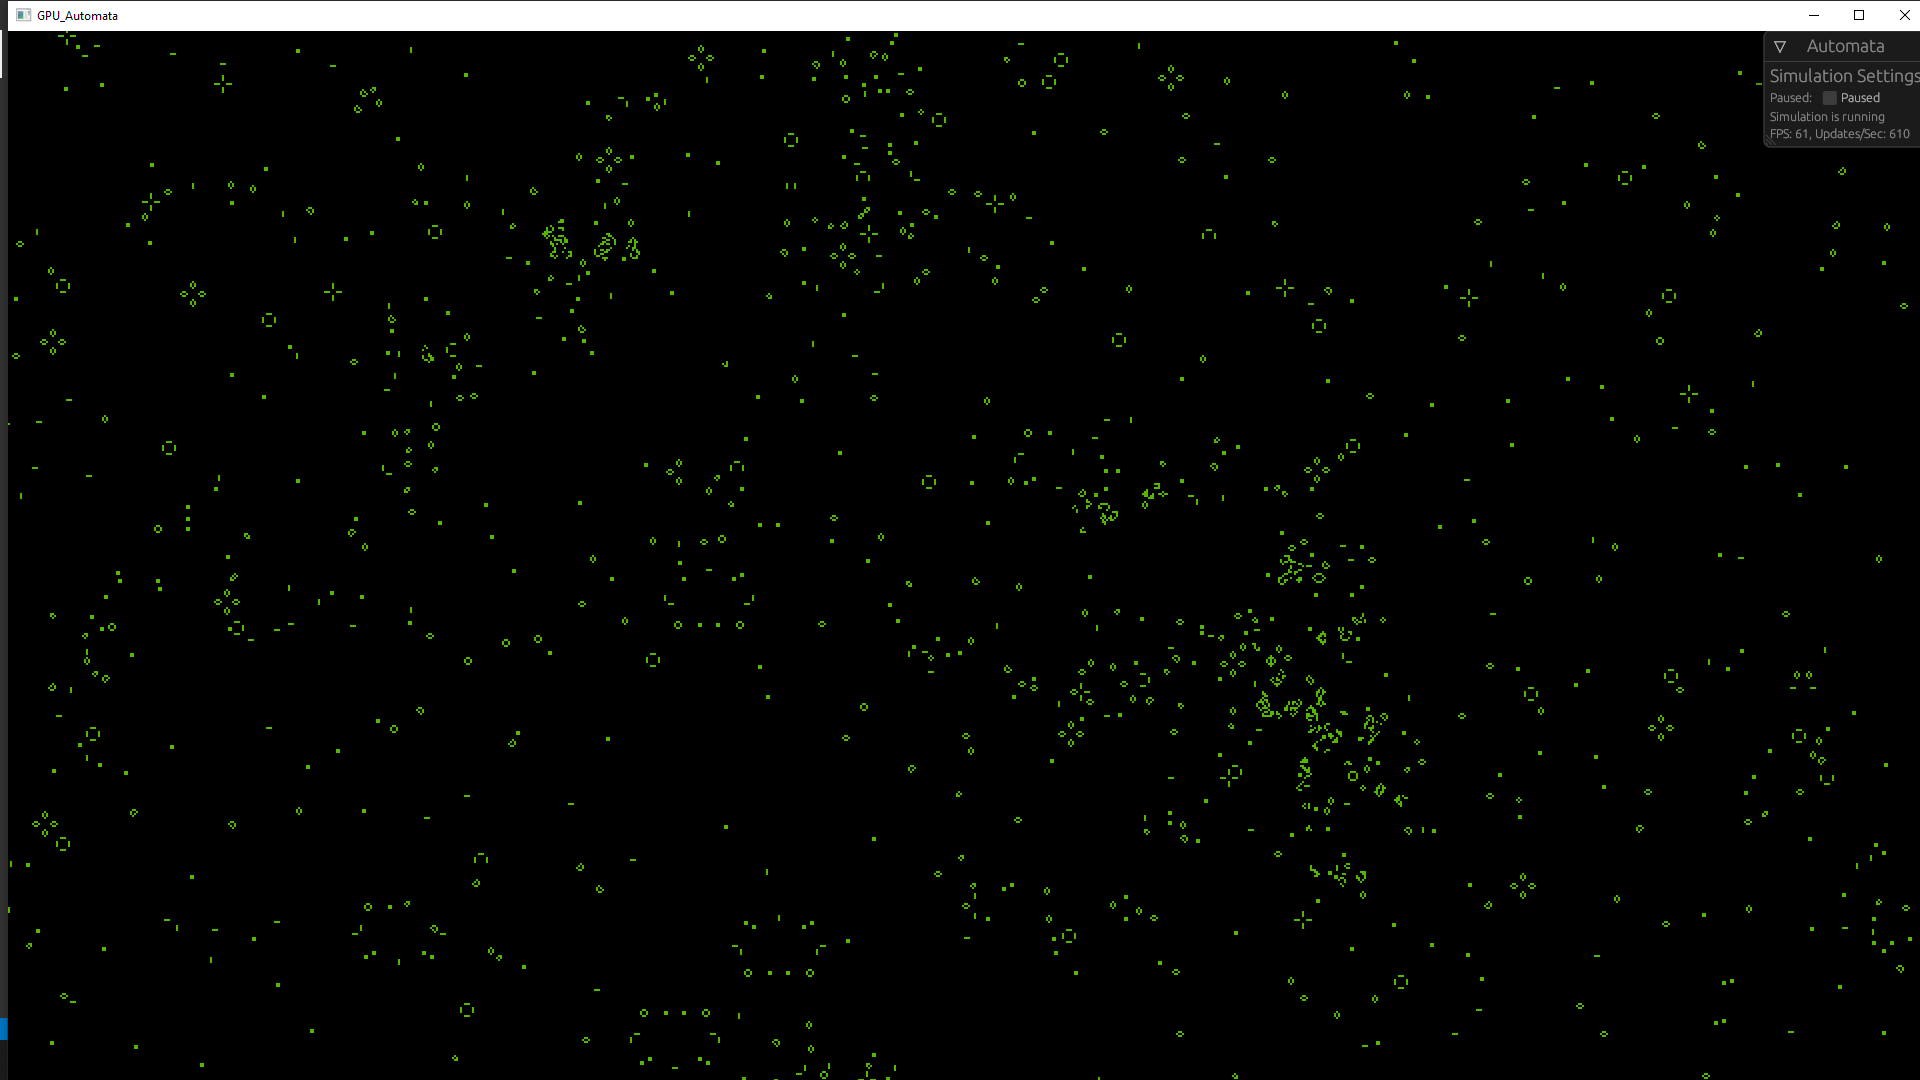 GPU_Automata
Automata
Simulation Settings
Paused: Paused
Simulation is running
FPS: 61, Updates/Sec: 610